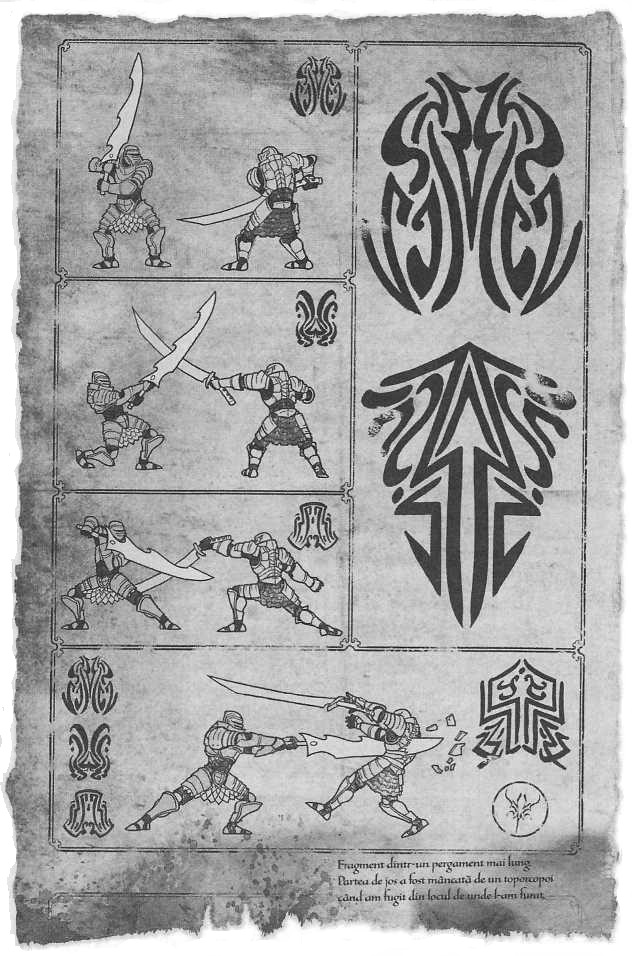 Fragment dintr-un pergament mai lung.
Partea de jos a fost mâncată de un toporcopoi
când am fugit din locul de unde l-am furat.